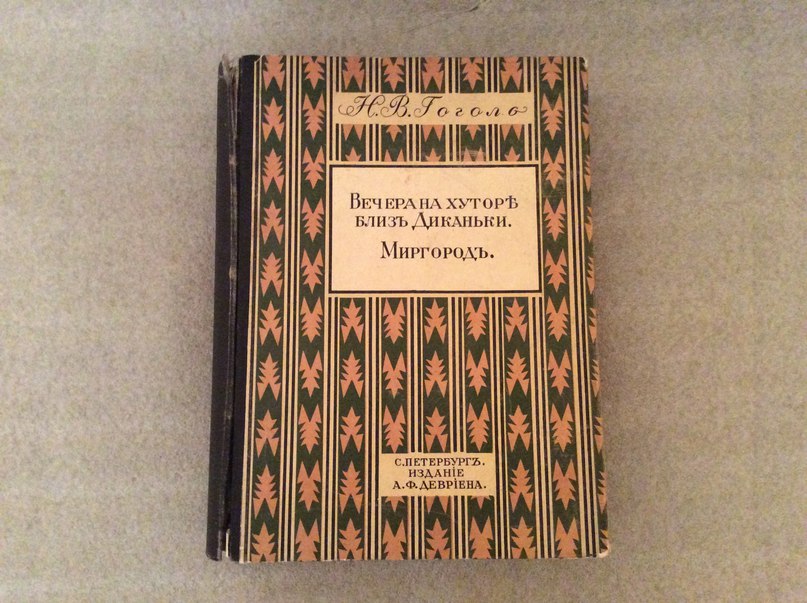 Н. В. Гоголь
Вечера на хуторѣ
близъ Диканьки.
Миргородъ.
С.ПЕТЕРБУРГЪ.
ИЗДАНІЕ
А.Ф.ДЕВРІЕНА.